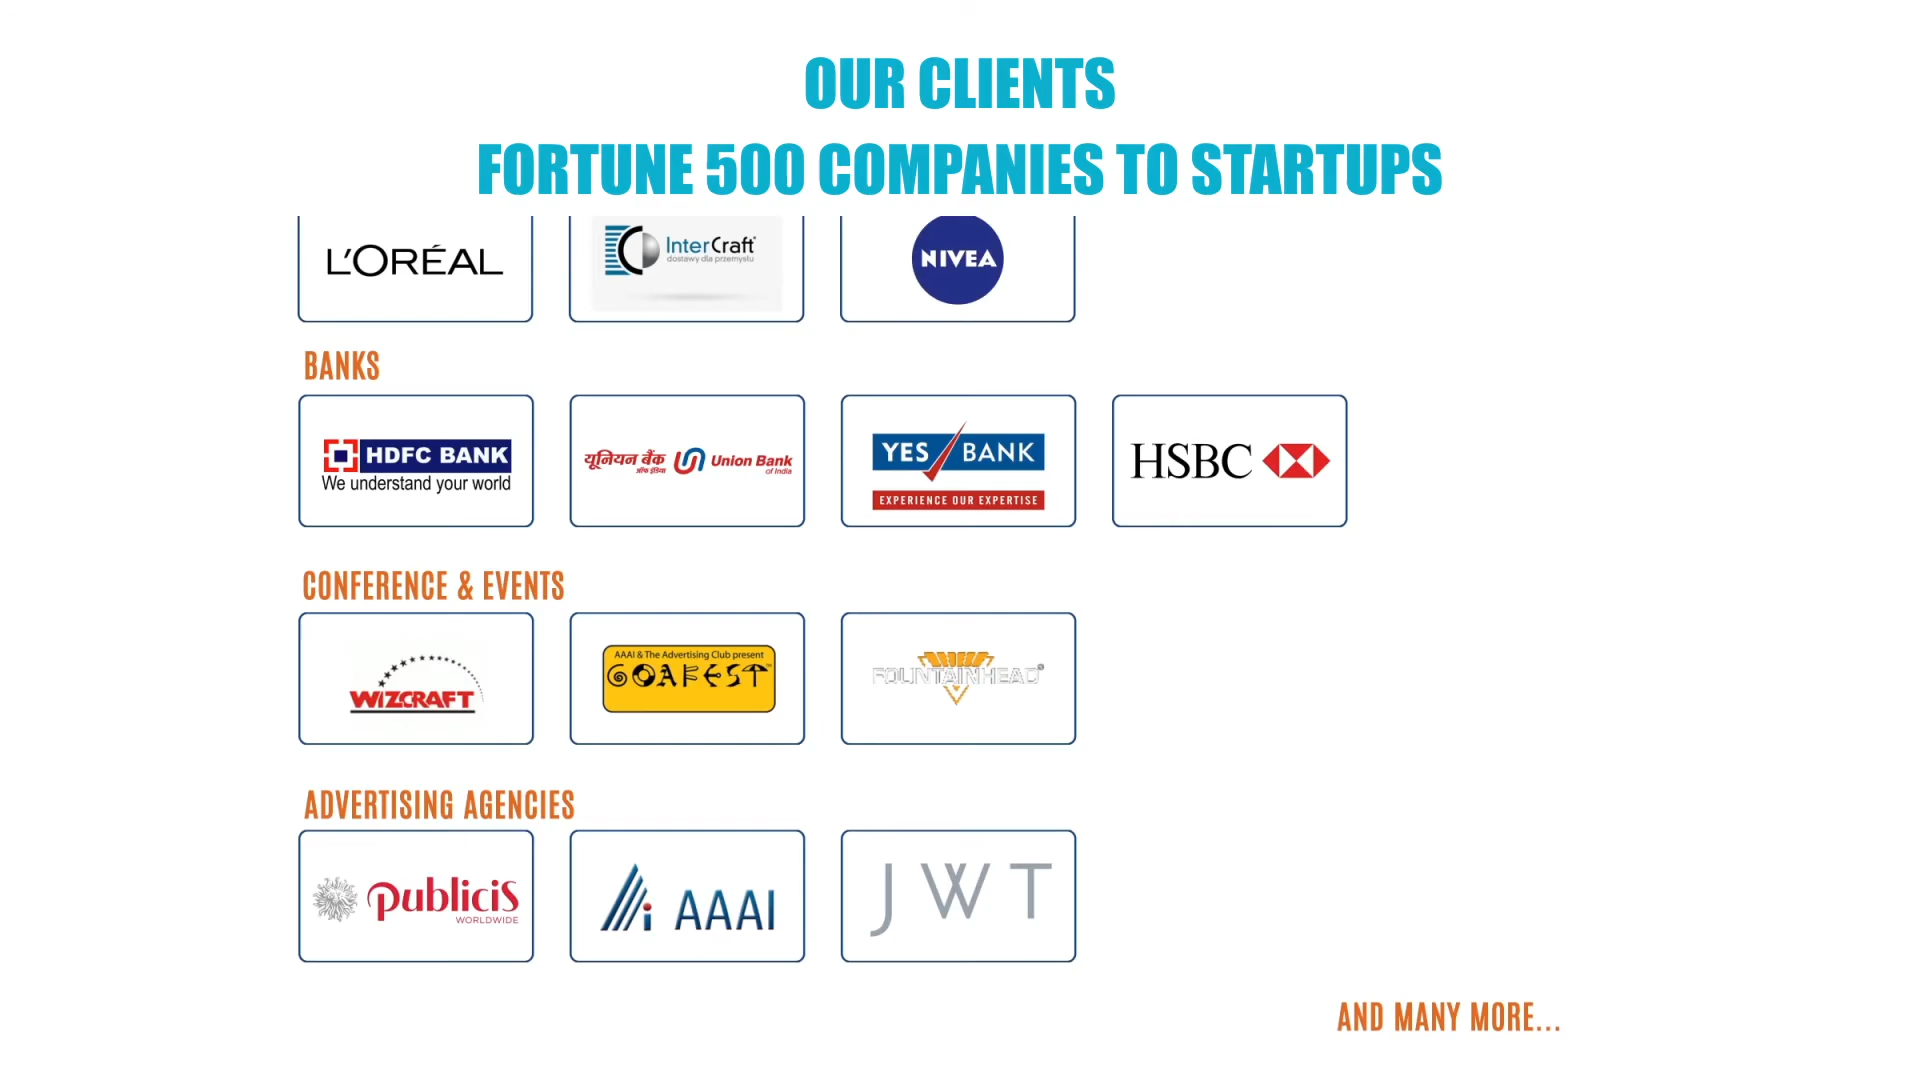 OUR CLIENTS
FORTUNE 500 COMPANIES TO STARTUPS
L'ORÉAL
InterCraft
dostawy dla przemysłu
NIVEA
BANKS
HDFC BANK
We understand your world
यूनियन बैंक
ऑफ इंडिया
Union Bank
of India
YES BANK
EXPERIENCE OUR EXPERTISE
HSBC
CONFERENCE & EVENTS
WIZCRAFT
AAAI & The Advertising Club present
GOAFEST™
FOUNTAINHEAD®
ADVERTISING AGENCIES
publicis
WORLDWIDE
AAAI
JWT
AND MANY MORE...